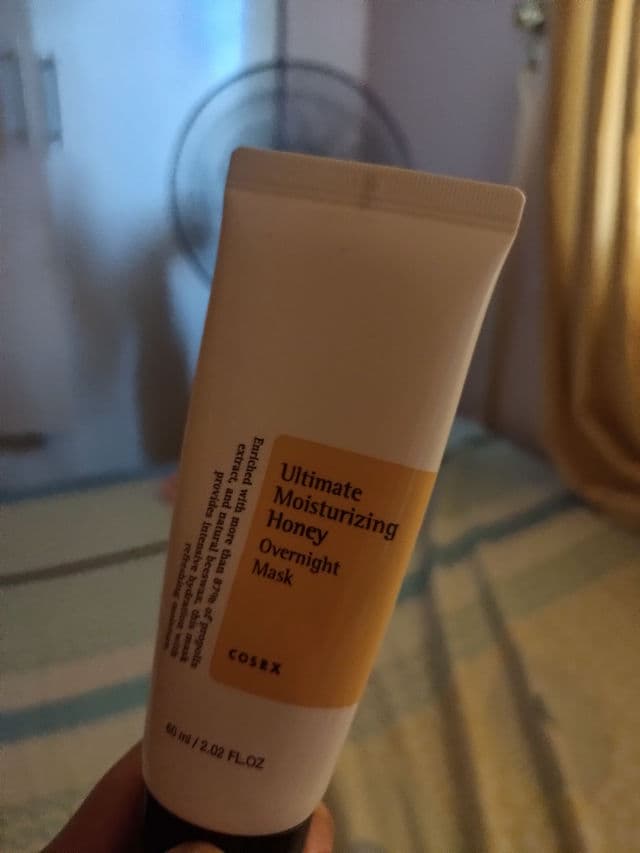 Ultimate
Moisturizing
Honey
Overnight
Mask
COSRX
Enriched with more than 87% of propolis
extract, and natural beeswax, this mask
provides intensive hydration with
refreshing
60 ml / 2.02 FL.OZ